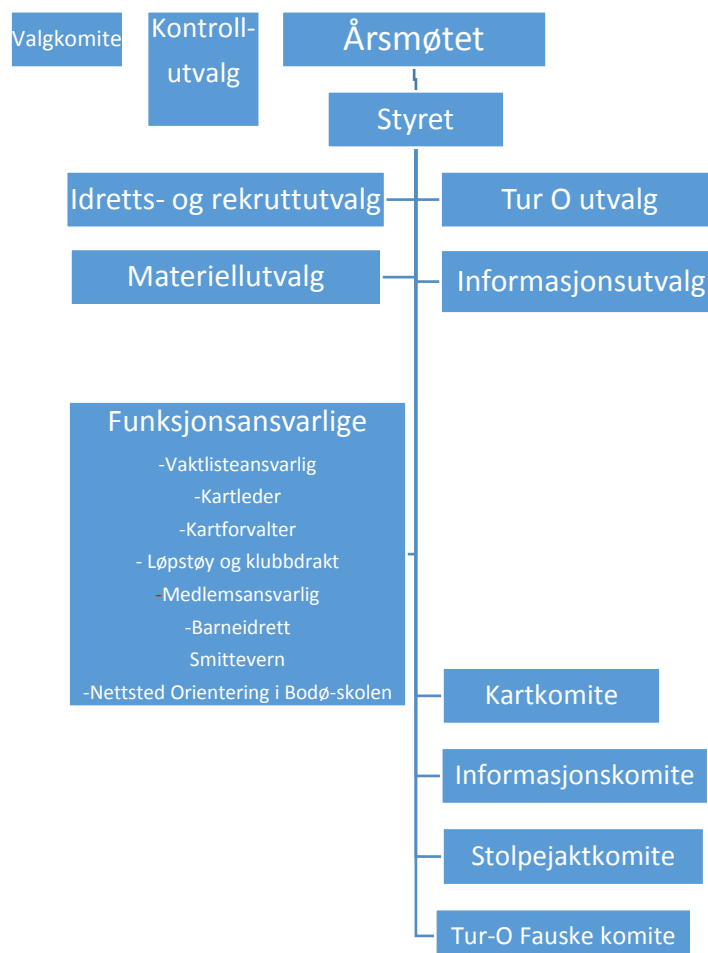 Valgkomite
Kontroll-
utvalg
Årsmøtet
Styret
Idretts- og rekruttutvalg
Tur O utvalg
Materiellutvalg
Informasjonsutvalg
Funksjonsansvarlige
-Vaktlisteansvarlig
-Kartleder
-Kartforvalter
- Løpstøy og klubbdrakt
-Medlemsansvarlig
-Barneidrett
Smittevern
-Nettsted Orientering i Bodø-skolen
Kartkomite
Informasjonskomite
Stolpejaktkomite
Tur-O Fauske komite